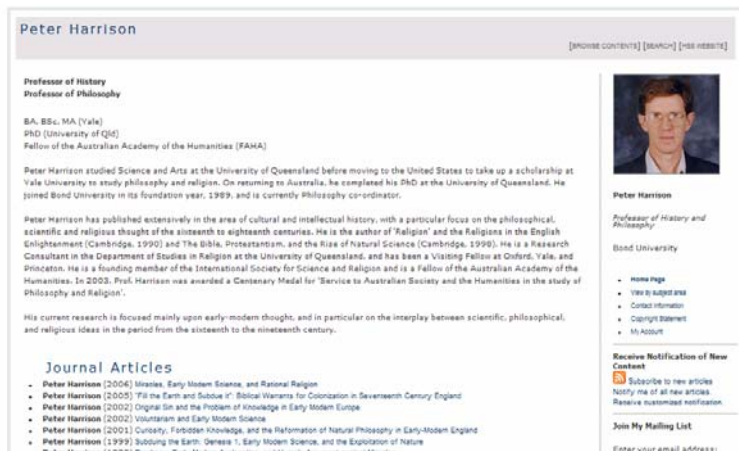 Peter Harrison
[BROWSE CONTENTS] [SEARCH] [HSS WEBSITE]
Professor of History
Professor of Philosophy
BA, BSc, MA (Yale)
PhD (University of Qld)
Fellow of the Australian Academy of the Humanities (FAHA)
Peter Harrison studied Science and Arts at the University of Queensland before moving to the United States to take up a scholarship at
Yale University to study philosophy and religion. On returning to Australia, he completed his PhD at the University of Queensland. He
joined Bond University in its foundation year, 1989, and is currently Philosophy co-ordinator.
Peter Harrison has published extensively in the area of cultural and intellectual history, with a particular focus on the philosophical,
scientific and religious thought of the sixteenth to eighteenth centuries. He is the author of 'Religion' and the Religions in the English
Enlightenment (Cambridge, 1990) and The Bible, Protestantism, and the Rise of Natural Science (Cambridge, 1998). He is a Research
Consultant in the Department of Studies in Religion at the University of Queensland, and has been a Visiting Fellow at Oxford, Yale, and
Princeton. He is a founding member of the International Society for Science and Religion and is a Fellow of the Australian Academy of the
Humanities. In 2003, Prof. Harrison was awarded a Centenary Medal for 'Service to Australian Society and the Humanities in the study of
Philosophy and Religion'.
His current research is focused mainly upon early-modern thought, and in particular on the interplay between scientific, philosophical,
and religious ideas in the period from the sixteenth to the nineteenth century.
Journal Articles
Peter Harrison (2006) Miracles, Early Modern Science, and Rational Religion
Peter Harrison (2005) "Fill the Earth and Subdue it": Biblical Warrants for Colonization in Seventeenth Century England
Peter Harrison (2002) Original Sin and the Problem of Knowledge in Early Modern Europe
Peter Harrison (2002) Voluntarism and Early Modern Science
Peter Harrison (2001) Curiosity, Forbidden Knowledge, and the Reformation of Natural Philosophy in Early-Modern England
Peter Harrison (1999) Subduing the Earth: Genesis 1, Early Modern Science, and the Exploitation of Nature
Peter Harrison
Professor of History and
Philosophy
Bond University
Home Page
View by subject area
Contact Information
Copyright Statement
My Account
Receive Notification of New
Content
Subscribe to new articles
Notify me of all new articles.
Receive customized notification.
Join My Mailing List
Enter your email address: